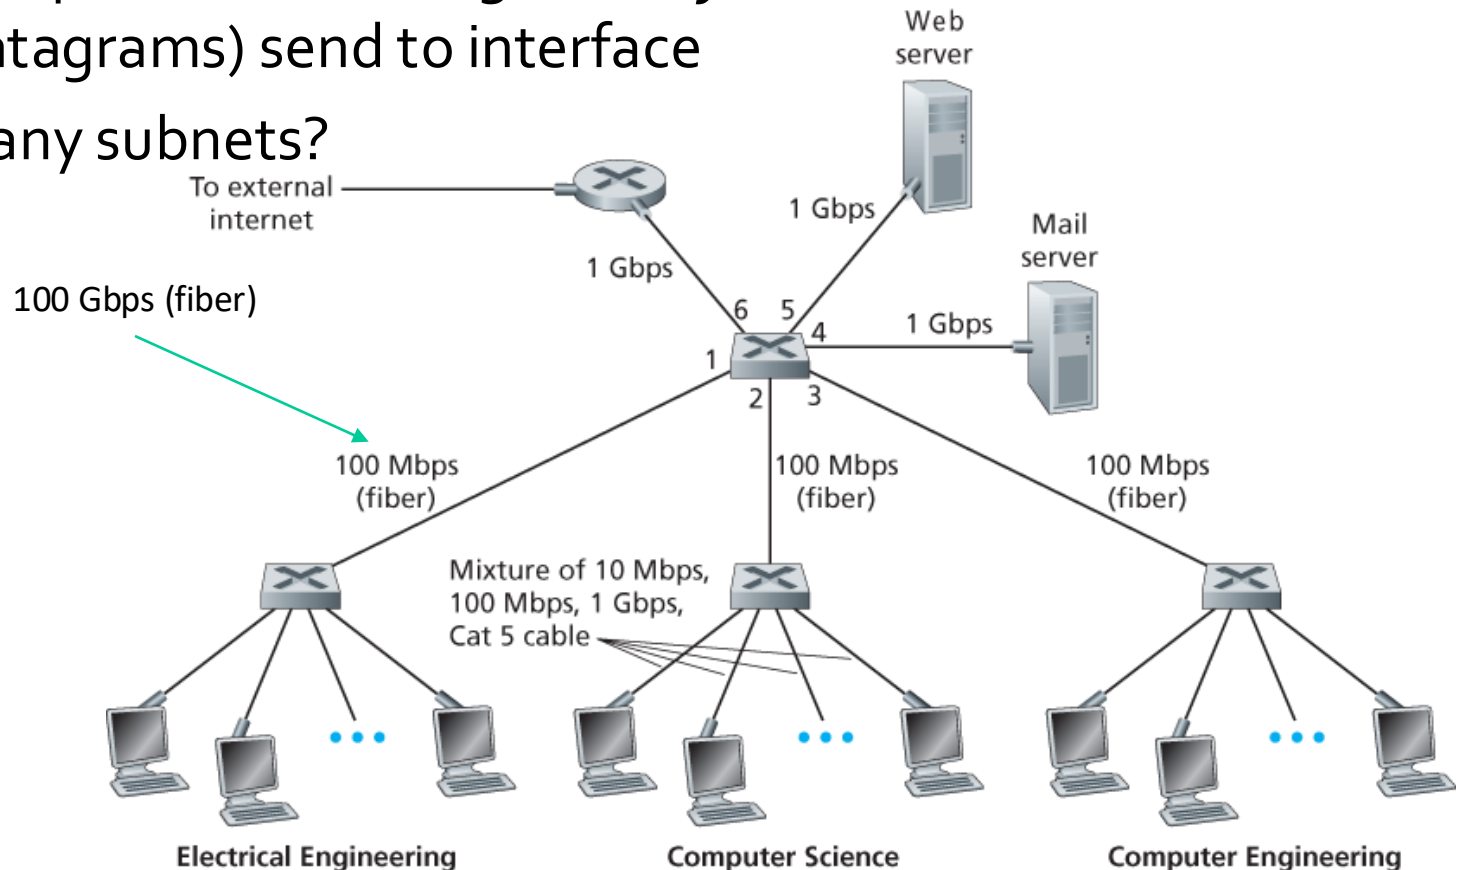 send to interface
any subnets?
Web
server
To external
internet
1 Gbps
1 Gbps
Mail
server
1 Gbps
100 Gbps (fiber)
6
5
4
1
2
3
100 Mbps
(fiber)
100 Mbps
(fiber)
100 Mbps
(fiber)
Mixture of 10 Mbps,
100 Mbps, 1 Gbps,
Cat 5 cable
Electrical Engineering
Computer Science
Computer Engineering